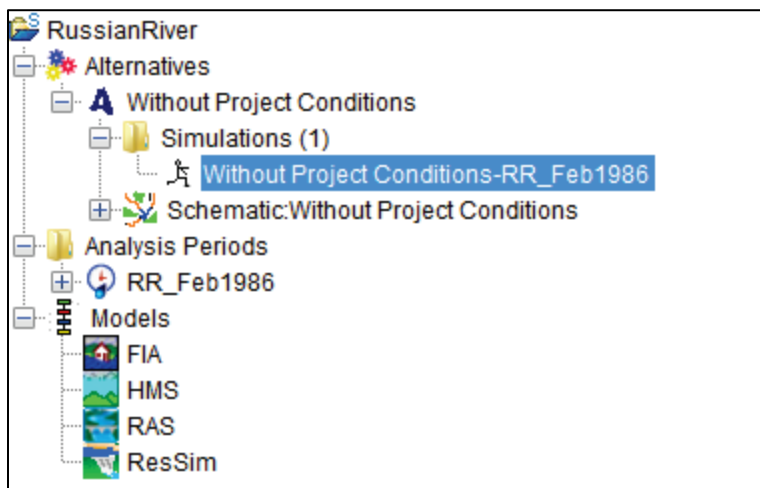 RussianRiver
Alternatives
Without Project Conditions
Simulations (1)
Without Project Conditions-RR_Feb1986
Schematic:Without Project Conditions
Analysis Periods
RR_Feb1986
Models
FIA
HMS
RAS
ResSim